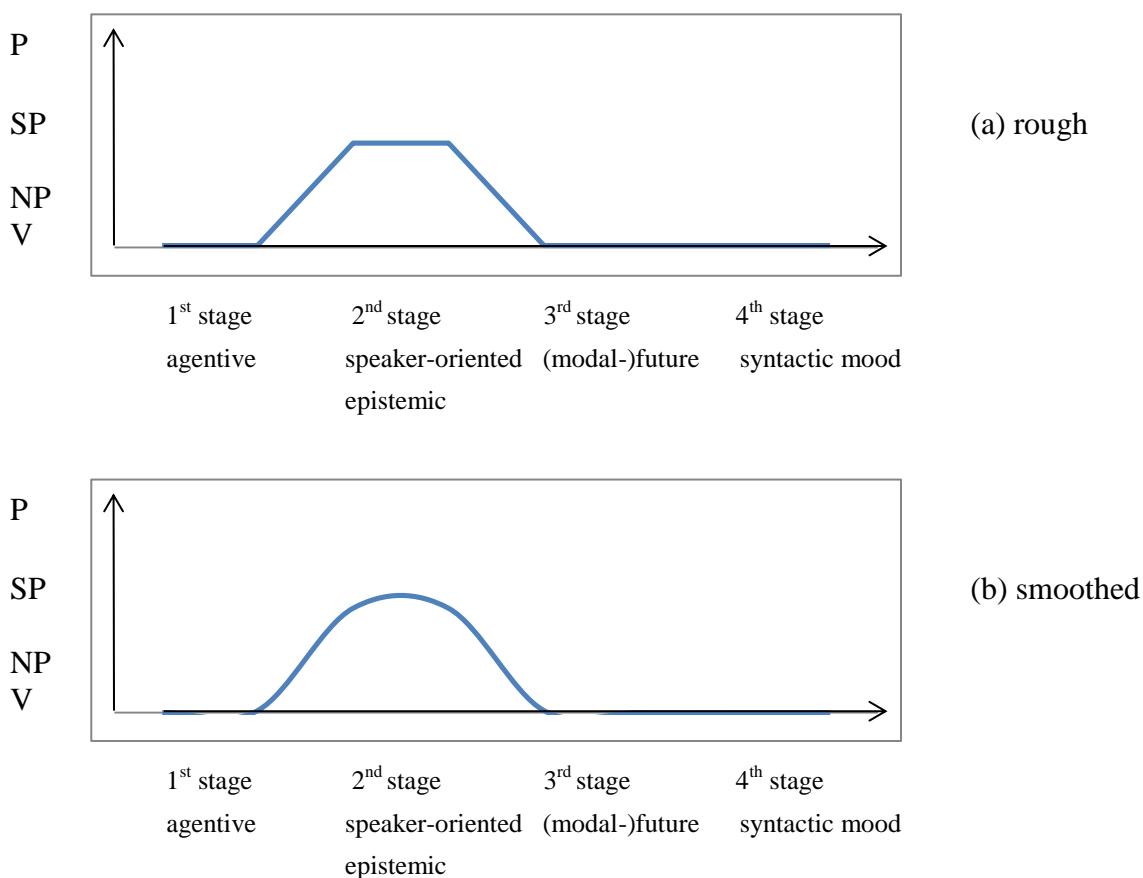 P
SP
(a) rough
NP
V
1st stage 2nd stage 3rd stage 4th stage
agentive speaker-oriented (modal-)future syntactic mood
epistemic
P
SP
(b) smoothed
NP
V
1st stage 2nd stage 3rd stage 4th stage
agentive speaker-oriented (modal-)future syntactic mood
epistemic